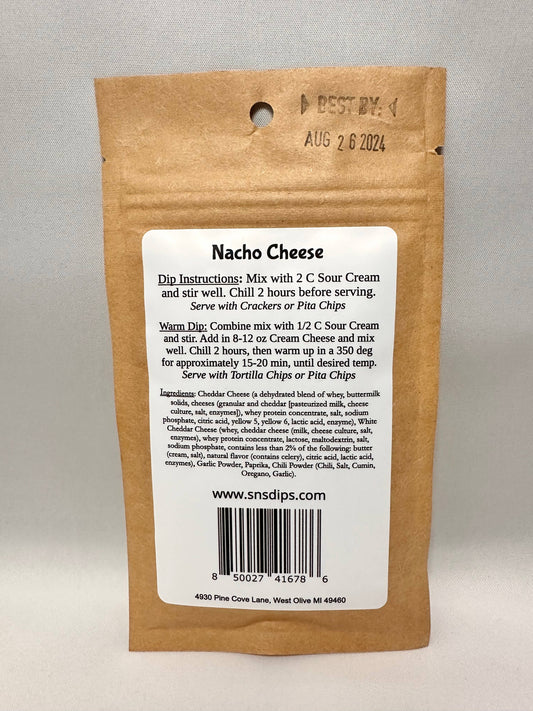 BEST BY:
AUG 26 2024
Nacho Cheese
Dip Instructions: Mix with 2 C Sour Cream
and stir well. Chill 2 hours before serving.
Serve with Crackers or Pita Chips
Warm Dip: Combine mix with 1/2 C Sour Cream
and stir. Add in 8-12 oz Cream Cheese and mix
well. Chill 2 hours, then warm up in a 350 deg
for approximately 15-20 min, until desired temp.
Serve with Tortilla Chips or Pita Chips
Ingredients: Cheddar Cheese (a dehydrated blend of whey, buttermilk
solids, cheeses (granular and cheddar [pasteurized milk, cheese
culture, salt, enzymes]), whey protein concentrate, salt, sodium
phosphate, citric acid, yellow 5, yellow 6, lactic acid, enzyme), White
Cheddar Cheese (whey, cheddar cheese (milk, cheese culture, salt,
enzymes), whey protein concentrate, lactose, maltodextrin, salt,
sodium phosphate, contains less than 2% of the following: butter
(cream, salt), natural flavor (contains celery), citric acid, lactic acid,
enzymes), Garlic Powder, Paprika, Chili Powder (Chili, Salt, Cumin,
Oregano, Garlic).
www.snsdips.com
8 50027 41678 6
4930 Pine Cove Lane, West Olive MI 49460